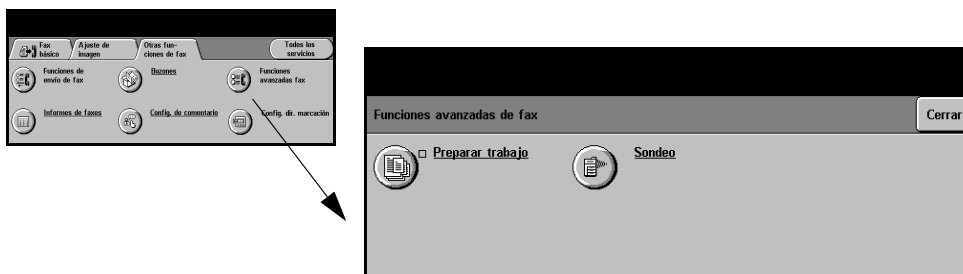 Fax básico
Ajuste de imagen
Otras fun-
ciones de fax
Todos los servicios
Funciones de envío de fax
Buzones
Funciones avanzadas fax
Informes de faxes
Config. de comentario
Config. dir. marcación
Funciones avanzadas de fax
Cerrar
Preparar trabajo
Sondeo